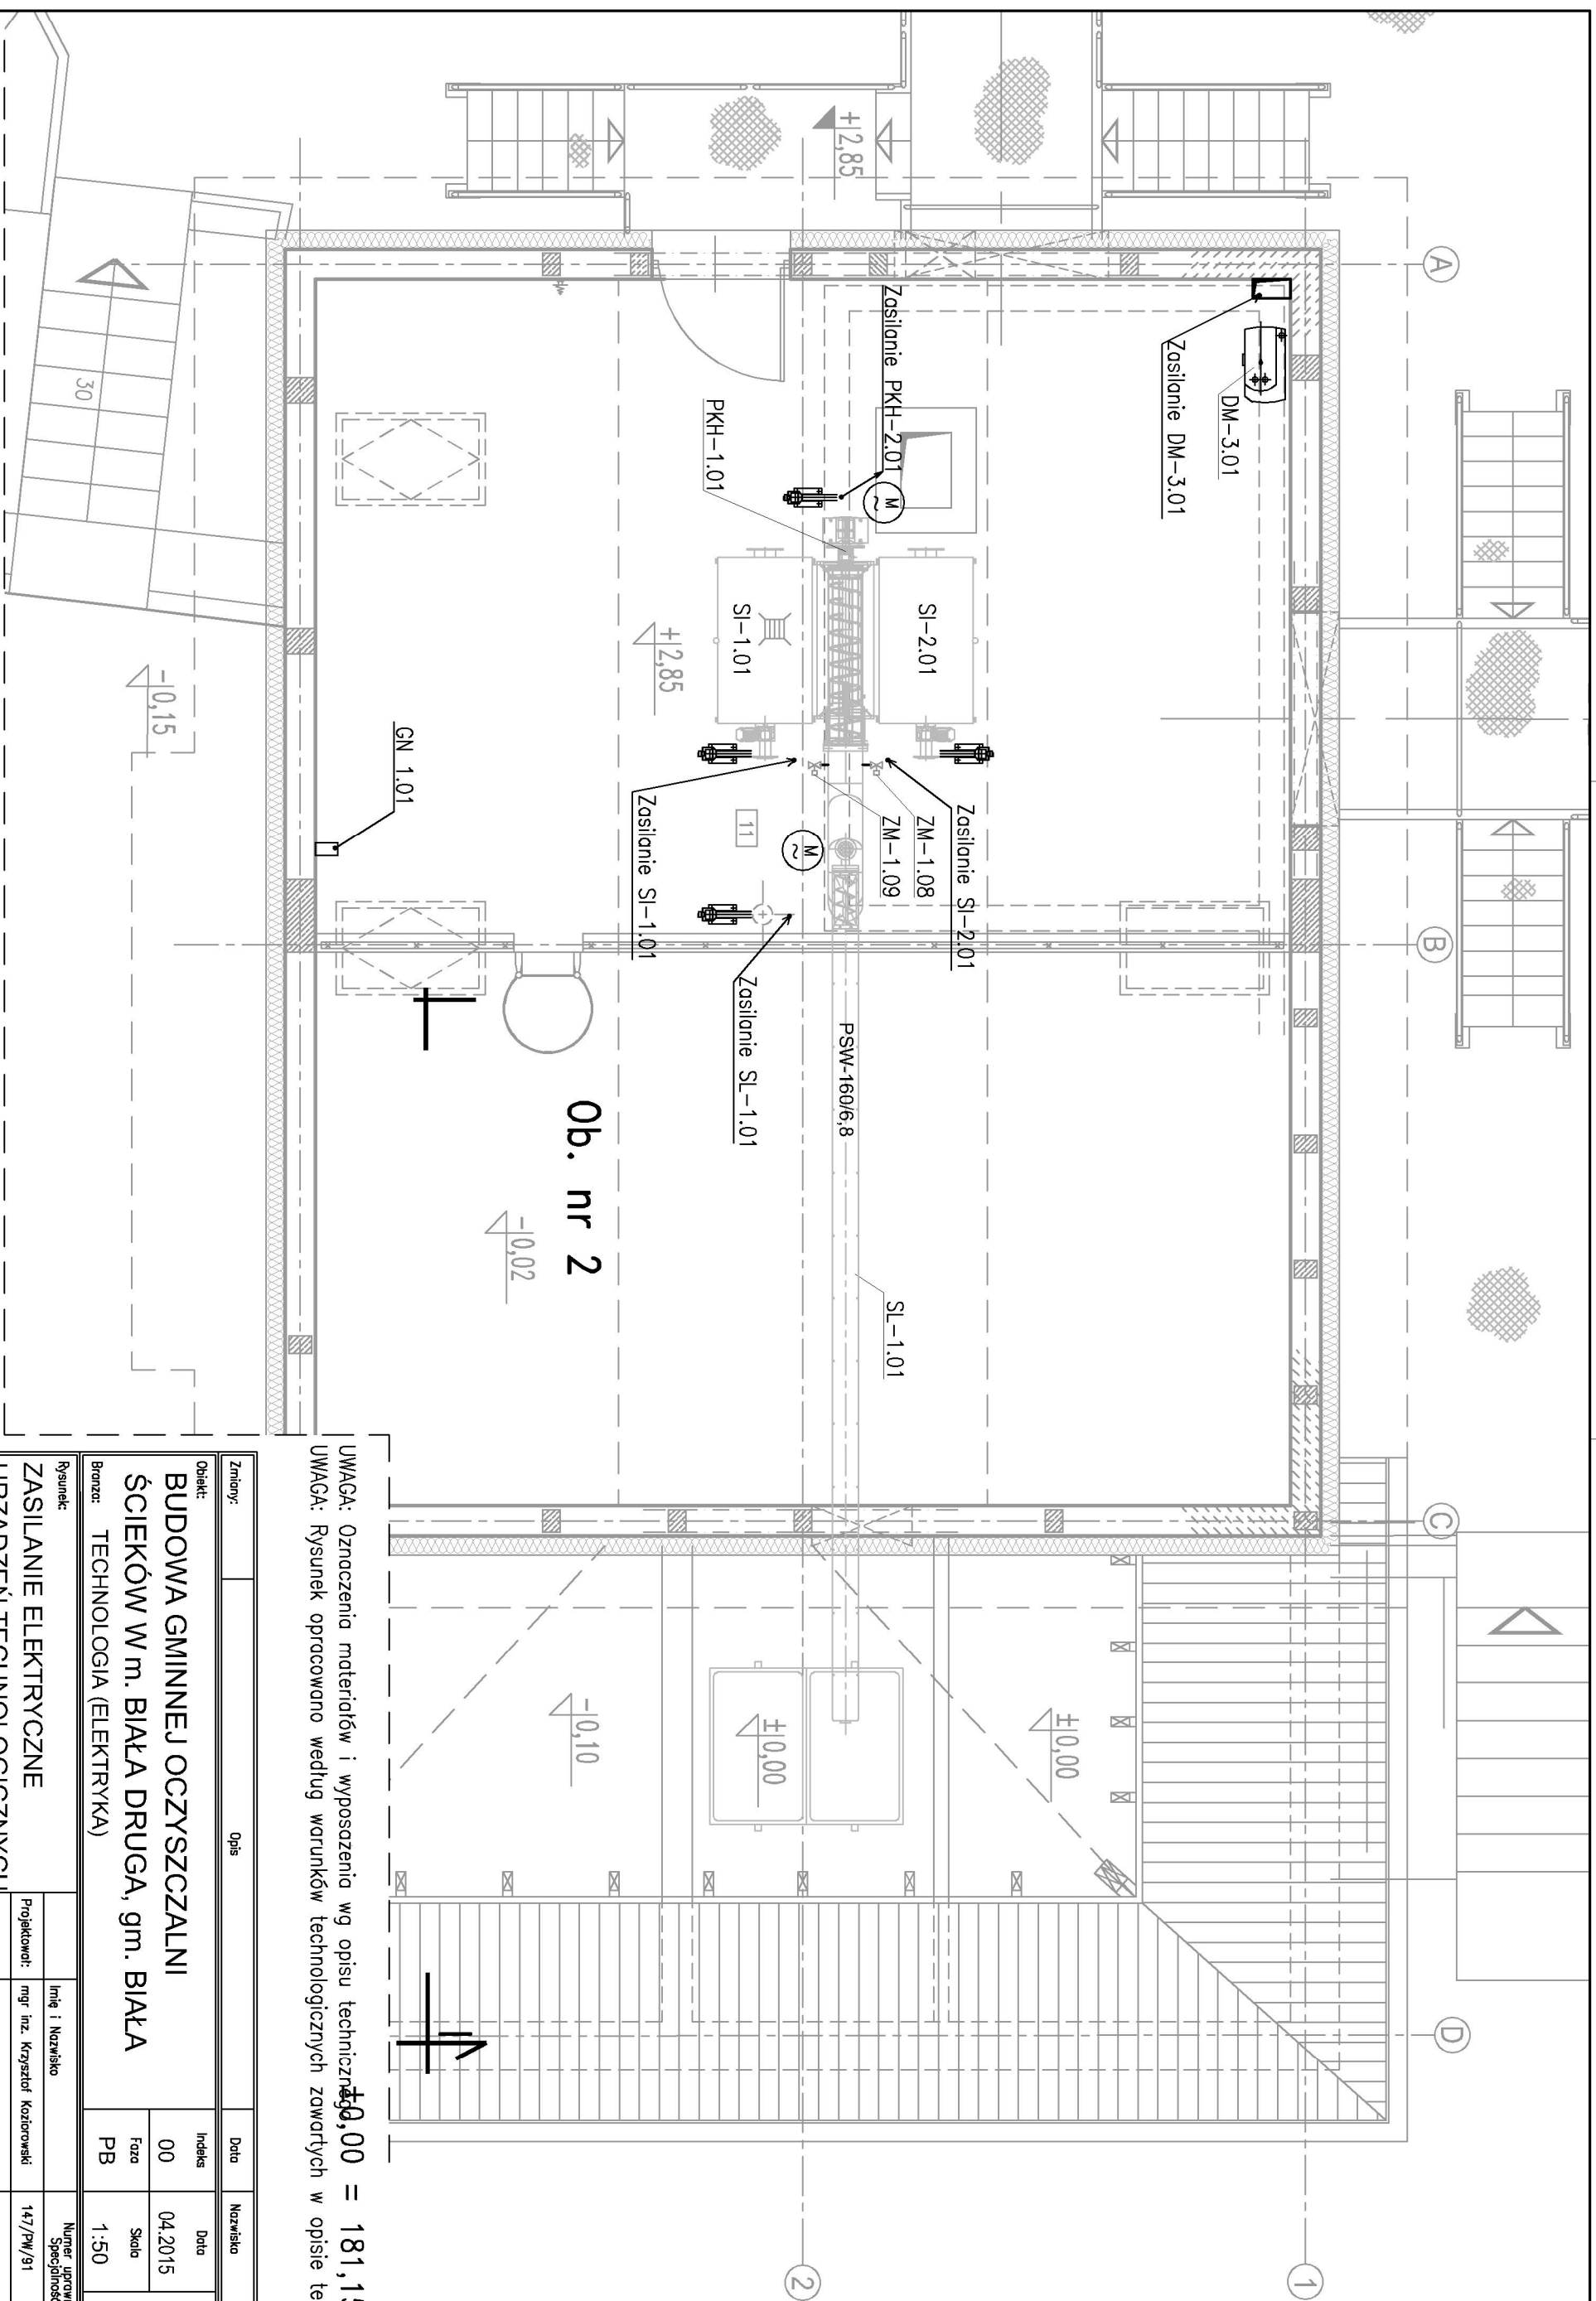 A
B
C
D
1
2
+2,85
DM-3.01
Zasilanie DM-3.01
Zasilanie PKH-2.01
M
~
PKH-1.01
SI-2.01
SI-1.01
+2,85
Zasilanie SI-2.01
ZM-1.08
ZM-1.09
Zasilanie SI-1.01
11
M
~
Zasilanie SL-1.01
PSW-160/6,8
SL-1.01
GN 1.01
30
-0,15
Ob. nr 2
-0,02
±0,00
±0,00
-0,10
±0,00 = 181,15
UWAGA: Oznaczenia materiałów i wyposażenia wg opisu technicznego
UWAGA: Rysunek opracowano według warunków technologicznych zawartych w opisie te
Zmiany: Opis Data Nazwiska
Obiekt: Indeks Data
BUDOWA GMINNEJ OCZYSZCZALNI 00 04.2015
ŚCIEKÓW W m. BIAŁA DRUGA, gm. BIAŁA Faza Skala
Branża: TECHNOLOGIA (ELEKTRYKA) PB 1:50
Rysunek: Imię i Nazwisko Numer
ZASILANIE ELEKTRYCZNE Projektował: mgr inż. Krzysztof Koziorowski 147/PW/91
URZĄDZEŃ TECHNOLOGICZNYCH